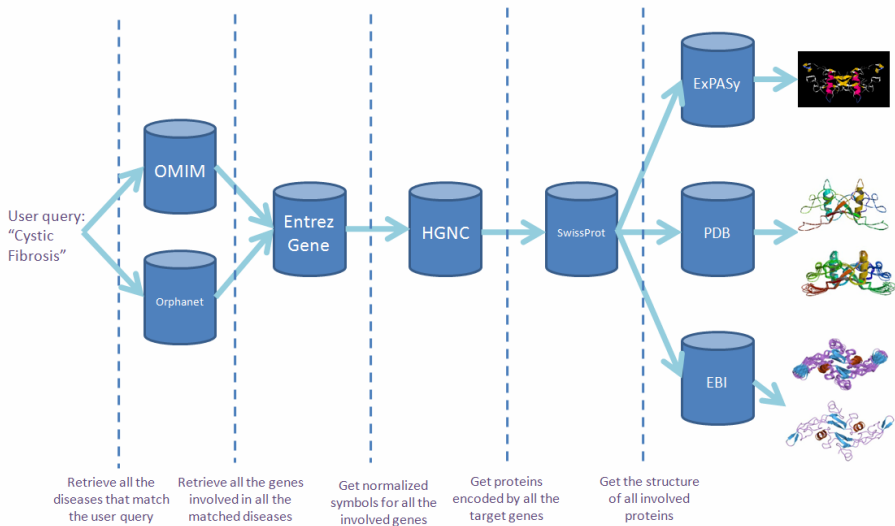 User query:
“Cystic
Fibrosis”
OMIM
Orphanet
Entrez
Gene
HGNC
SwissProt
ExPASy
PDB
EBI
Retrieve all the
diseases that match
the user query
Retrieve all the genes
involved in all the
matched diseases
Get normalized
symbols for all the
involved genes
Get proteins
encoded by all the
target genes
Get the structure
of all involved
proteins